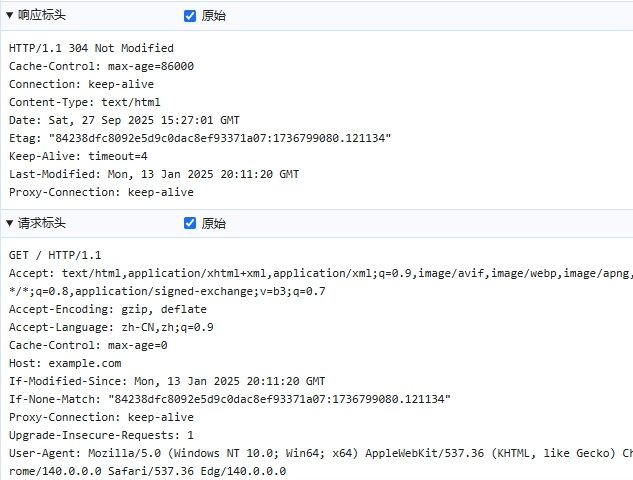 ▼ 响应标头 原始
HTTP/1.1 304 Not Modified
Cache-Control: max-age=86000
Connection: keep-alive
Content-Type: text/html
Date: Sat, 27 Sep 2025 15:27:01 GMT
Etag: "84238dfc8092e5d9c0dac8ef93371a07:1736799080.121134"
Keep-Alive: timeout=4
Last-Modified: Mon, 13 Jan 2025 20:11:20 GMT
Proxy-Connection: keep-alive
▼ 请求标头 原始
GET / HTTP/1.1
Accept: text/html,application/xhtml+xml,application/xml;q=0.9,image/avif,image/webp,image/apng,
*/*;q=0.8,application/signed-exchange;v=b3;q=0.7
Accept-Encoding: gzip, deflate
Accept-Language: zh-CN,zh;q=0.9
Cache-Control: max-age=0
Host: example.com
If-Modified-Since: Mon, 13 Jan 2025 20:11:20 GMT
If-None-Match: "84238dfc8092e5d9c0dac8ef93371a07:1736799080.121134"
Proxy-Connection: keep-alive
Upgrade-Insecure-Requests: 1
User-Agent: Mozilla/5.0 (Windows NT 10.0; Win64; x64) AppleWebKit/537.36 (KHTML, like Gecko) Ch
rome/140.0.0.0 Safari/537.36 Edg/140.0.0.0